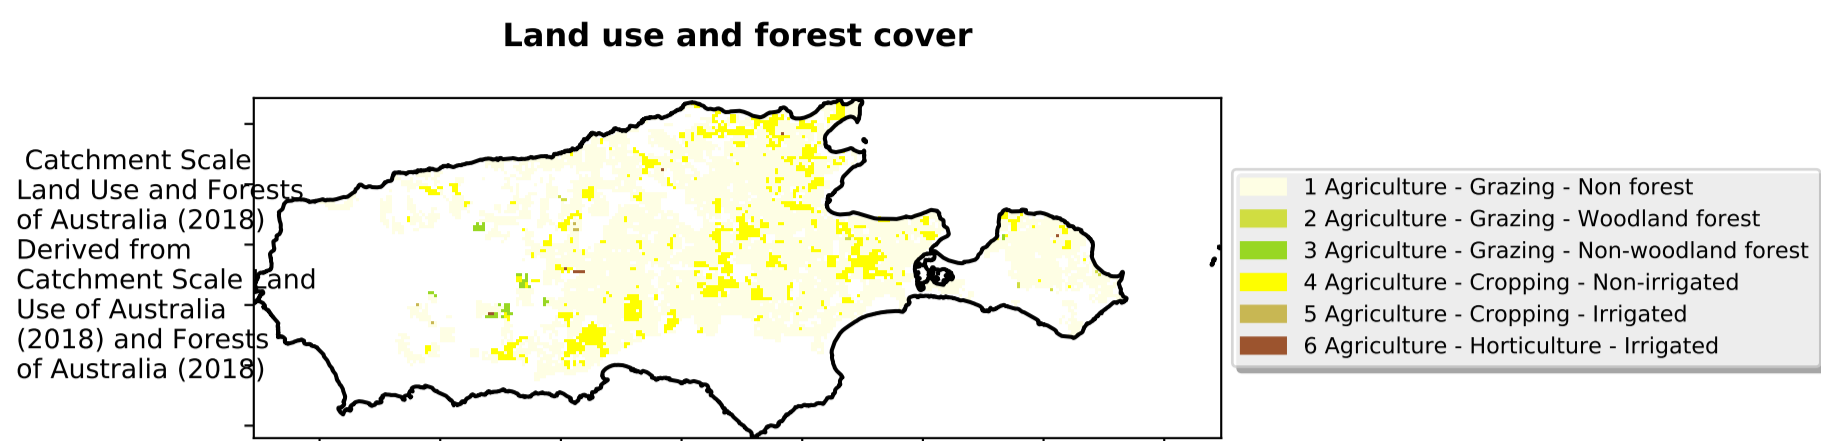 Land use and forest cover
Catchment Scale
Land Use and Forests
of Australia (2018)
Derived from
Catchment Scale Land
Use of Australia
(2018) and Forests
of Australia (2018)
1 Agriculture - Grazing - Non forest
2 Agriculture - Grazing - Woodland forest
3 Agriculture - Grazing - Non-woodland forest
4 Agriculture - Cropping - Non-irrigated
5 Agriculture - Cropping - Irrigated
6 Agriculture - Horticulture - Irrigated